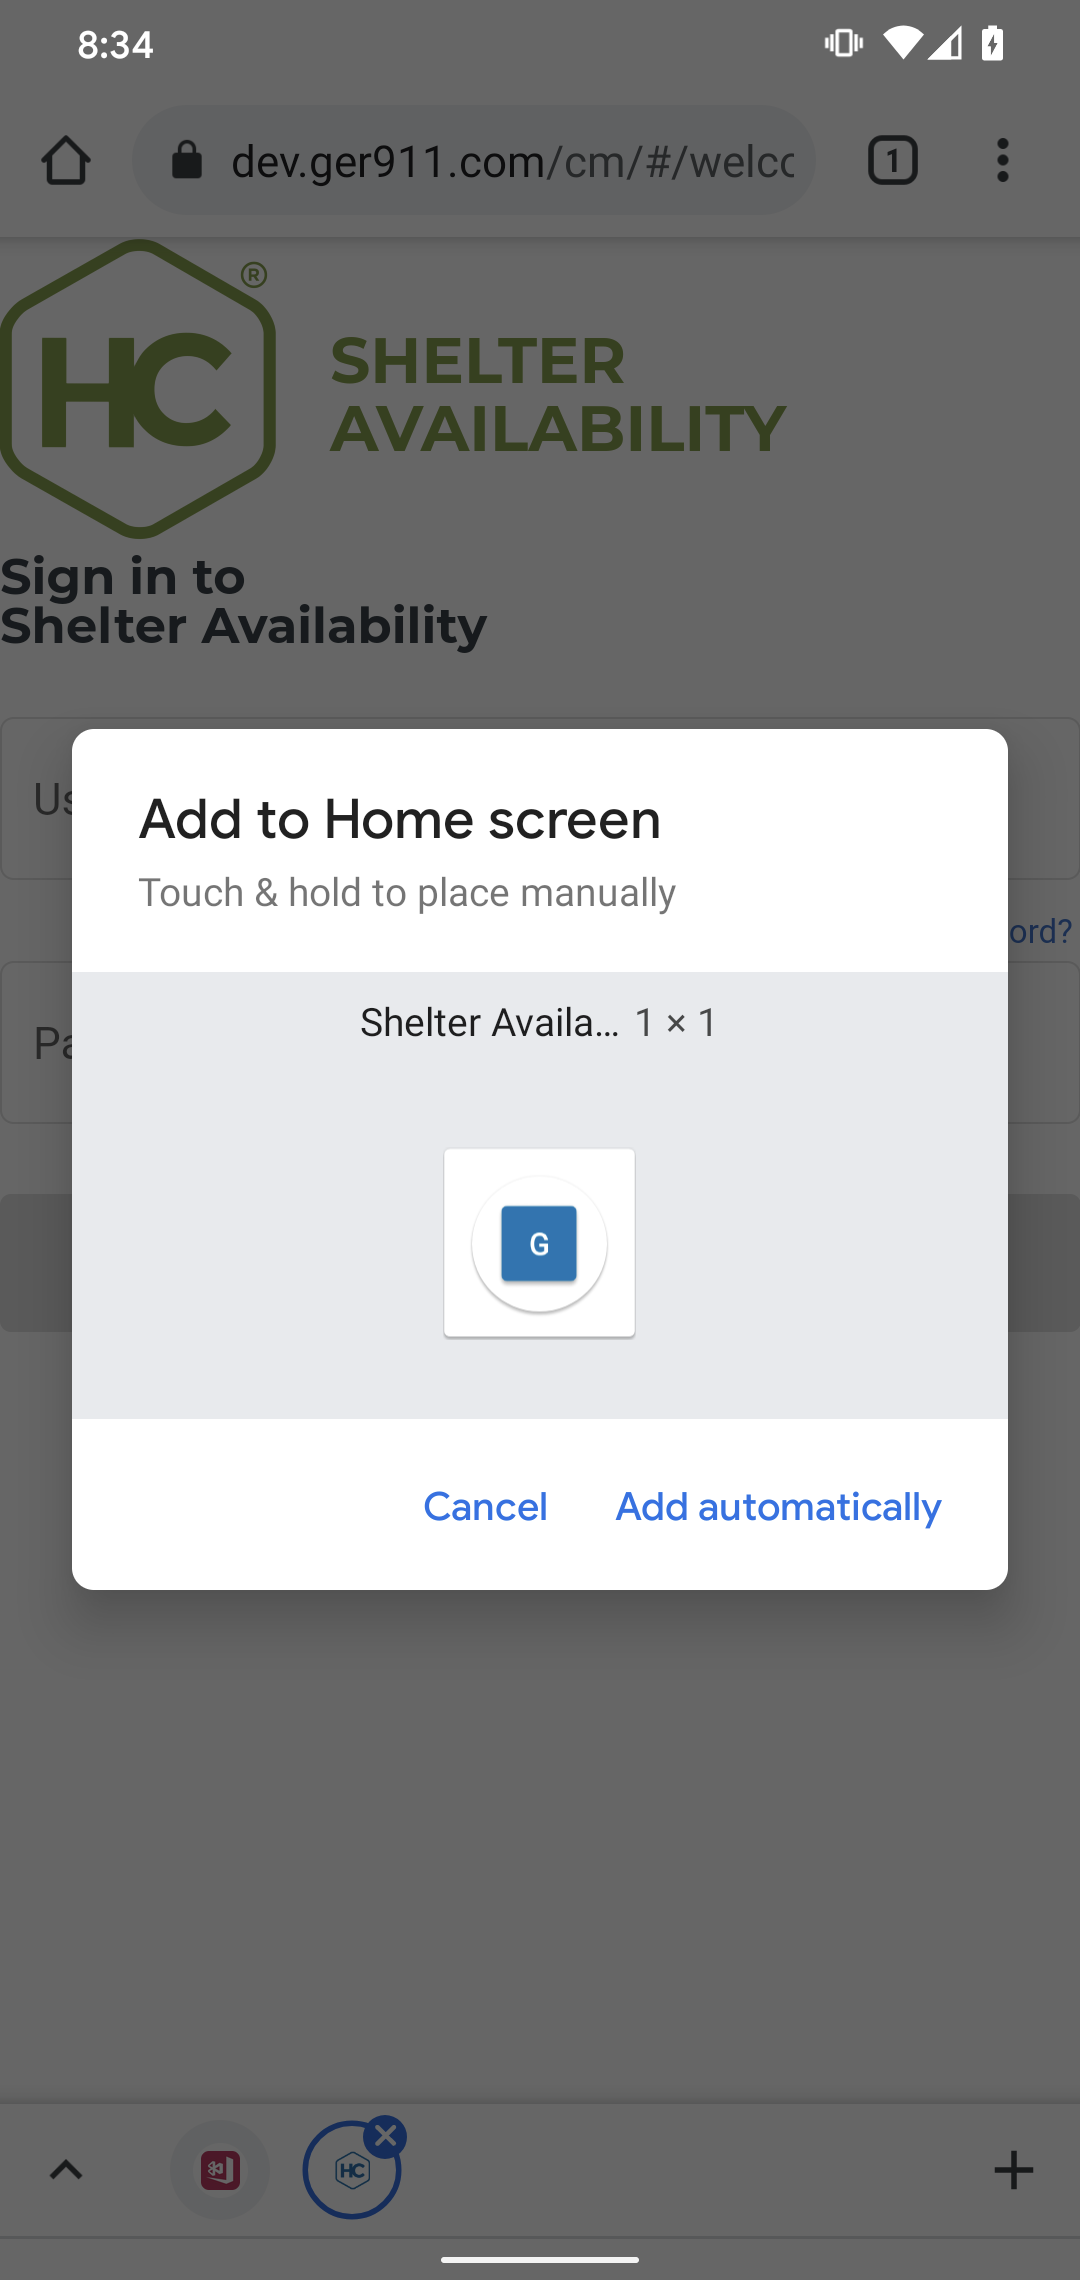 8:34
dev.ger911.com/cm/#/welcc
1
HC®
SHELTER
AVAILABILITY
Sign in to
Shelter Availability
Us
Add to Home screen
Touch & hold to place manually
ord?
Shelter Availa... 1 × 1
Pa
G
Cancel Add automatically
HC